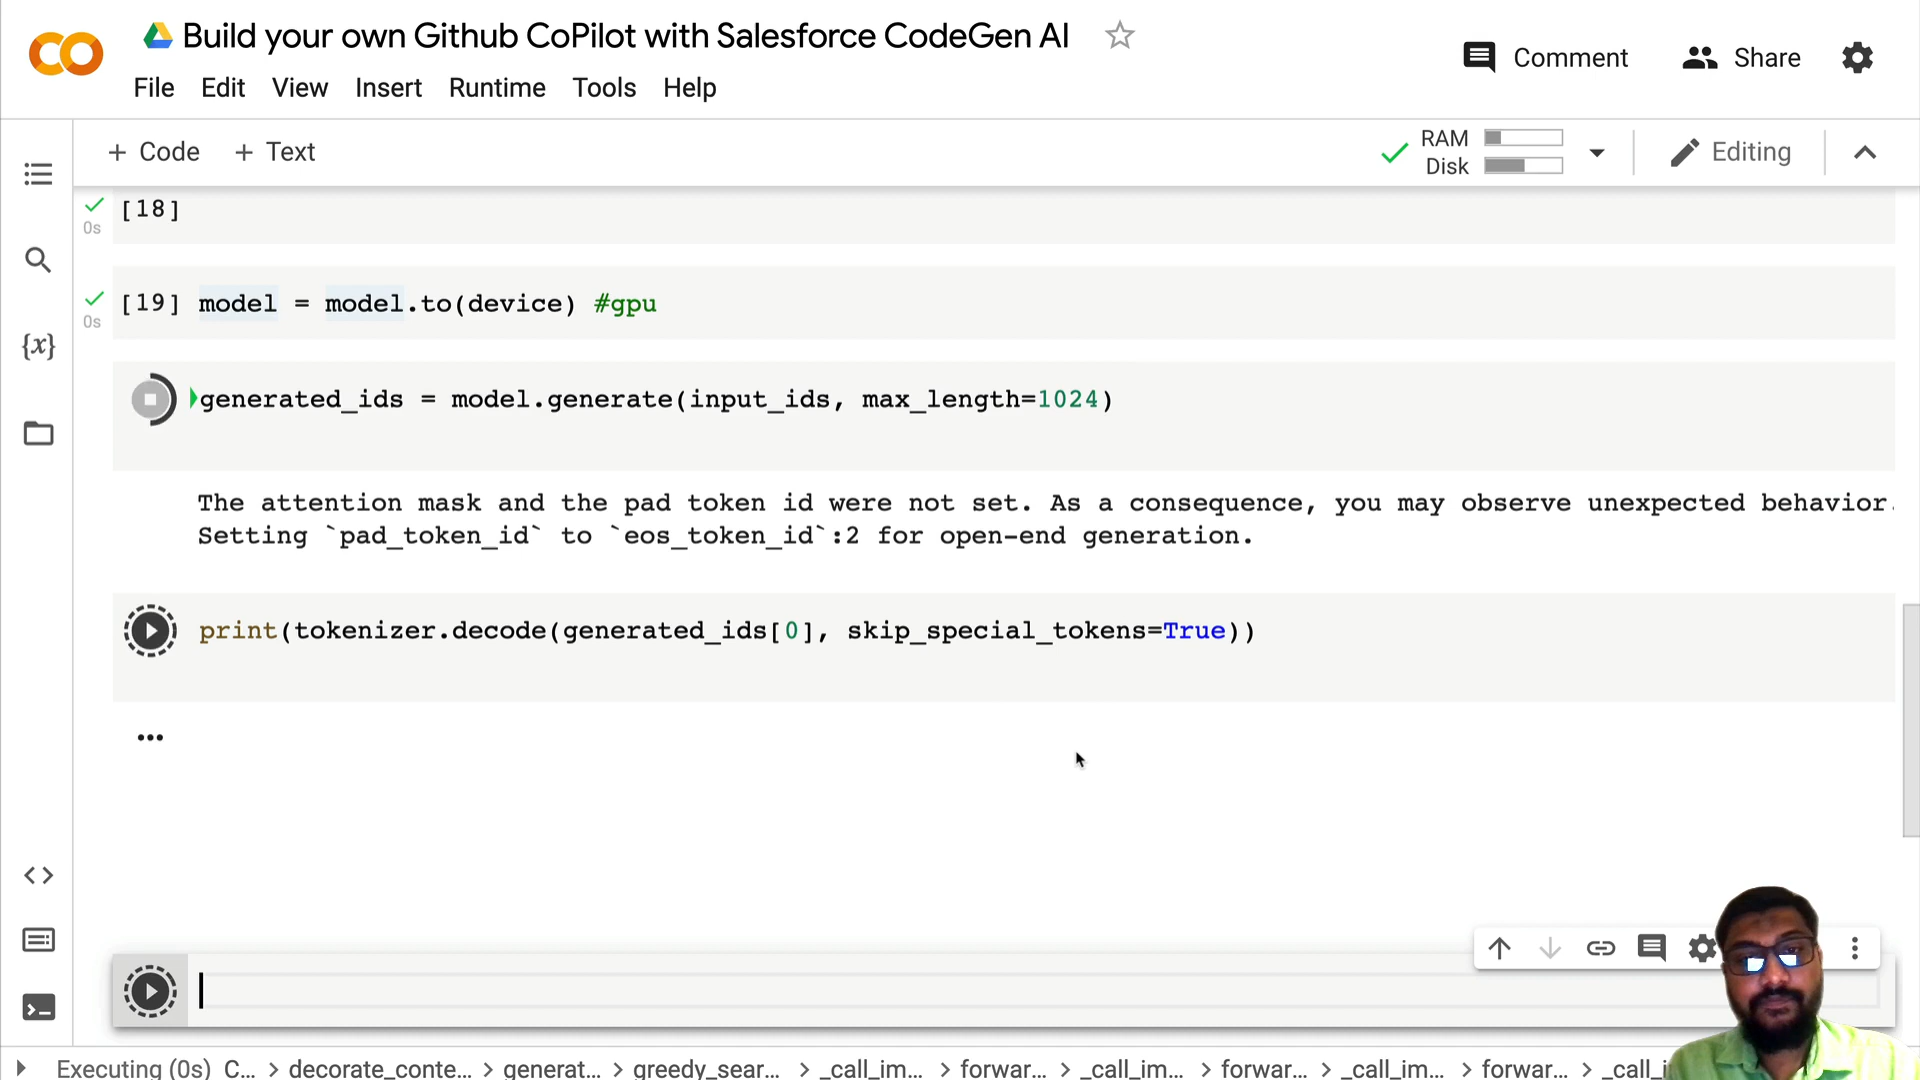 Build your own Github CoPilot with Salesforce CodeGen AI
Comment
Share
File Edit View Insert Runtime Tools Help
+ Code + Text
RAM
Disk
Editing
[18]
0s
[19] model = model.to(device) #gpu
0s
{x}
generated_ids = model.generate(input_ids, max_length=1024)
The attention mask and the pad token id were not set. As a consequence, you may observe unexpected behavior.
Setting `pad_token_id` to `eos_token_id`:2 for open-end generation.
print(tokenizer.decode(generated_ids[0], skip_special_tokens=True))
...
Executing (0s) C... > decorate_conte... > generat... > greedy_sear... > _call_im... > forwar... > _call_im... > forwar... > _call_im... > forwar... > _call_i